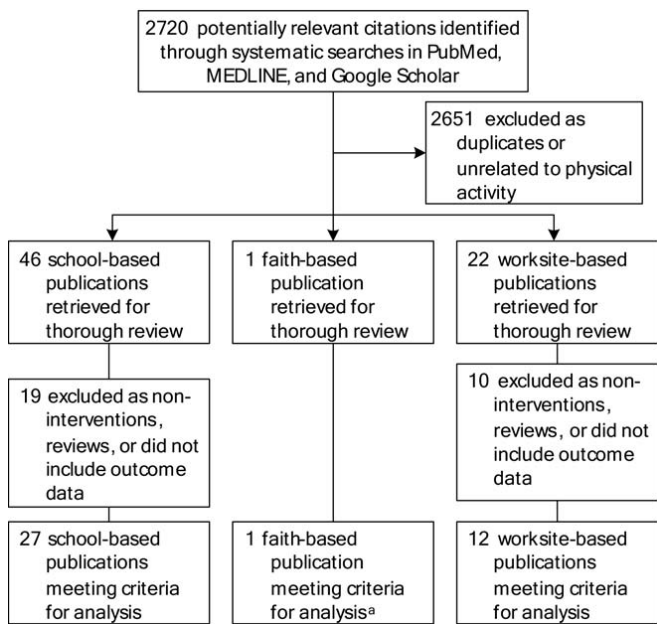 2720 potentially relevant citations identified
through systematic searches in PubMed,
MEDLINE, and Google Scholar
2651 excluded as
duplicates or
unrelated to physical
activity
46 school-based
publications
retrieved for
thorough review
1 faith-based
publication
retrieved for
thorough review
22 worksite-based
publications
retrieved for
thorough review
19 excluded as non-
interventions,
reviews, or did not
include outcome
data
10 excluded as non-
interventions,
reviews, or did not
include outcome
data
27 school-based
publications
meeting criteria
for analysis
1 faith-based
publication
meeting criteria
for analysisª
12 worksite-based
publications
meeting criteria
for analysis